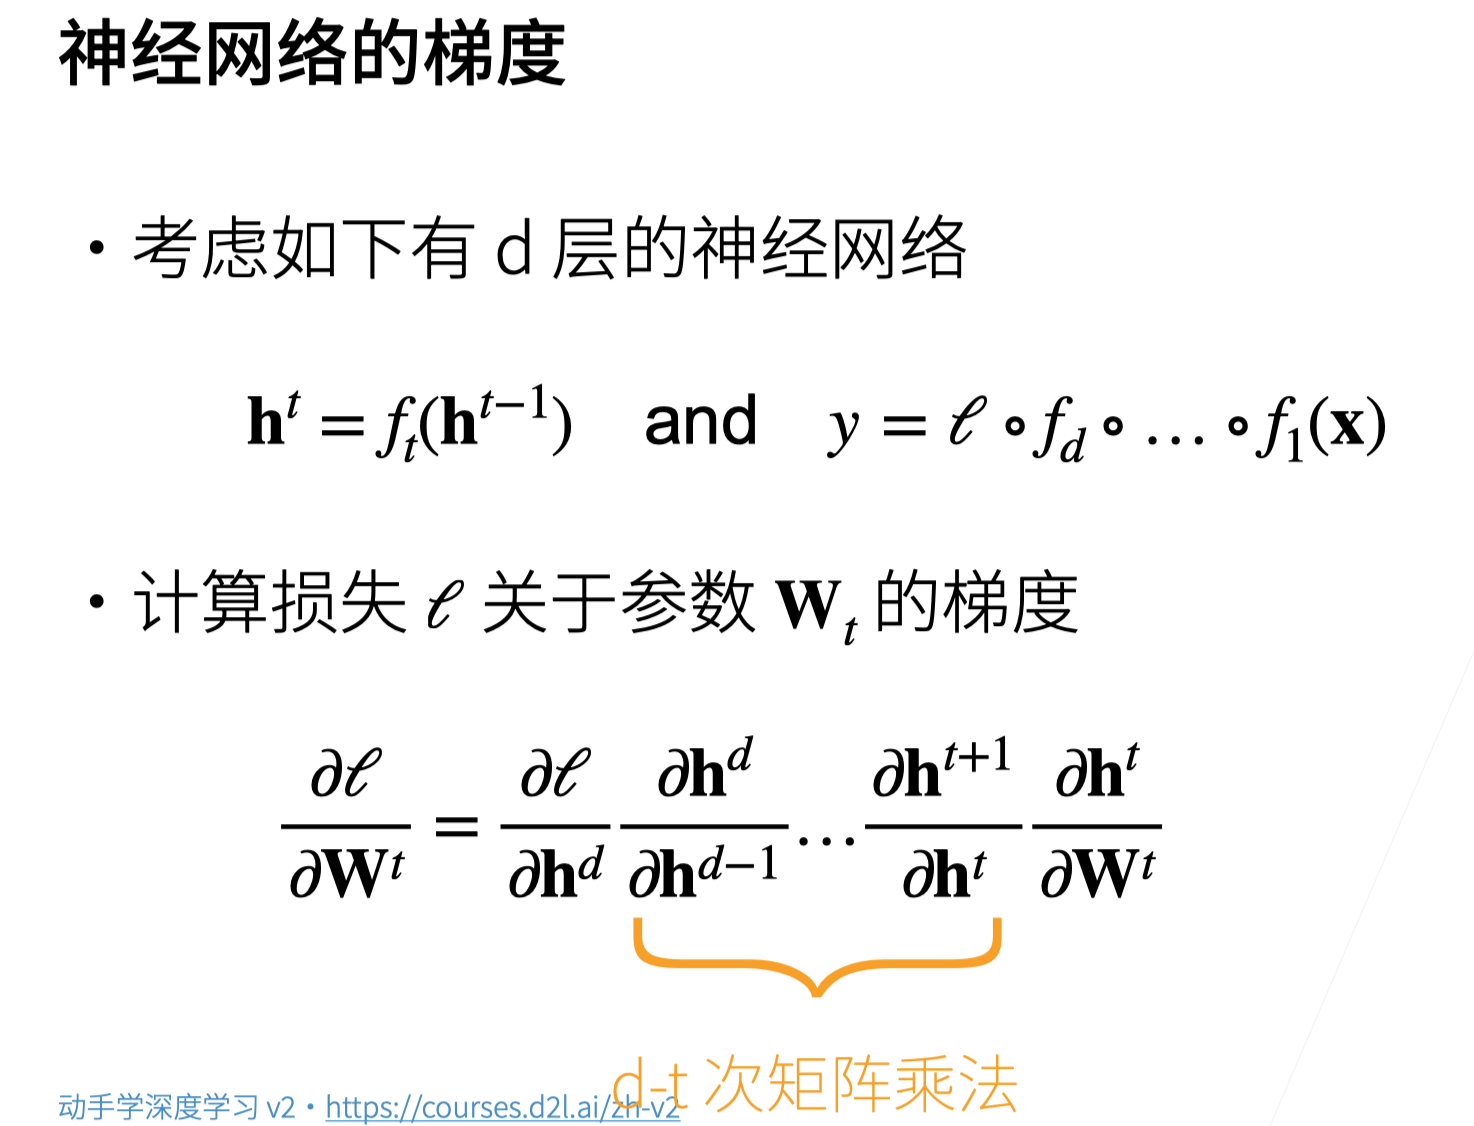 神经网络的梯度
• 考虑如下有 d 层的神经网络
$\mathbf{h}^t = f_t(\mathbf{h}^{t-1})$ and $y = \ell \circ f_d \circ \ldots \circ f_1(\mathbf{x})$
• 计算损失 ℓ 关于参数 $\mathbf{W}_t$ 的梯度
$\frac{\partial \ell}{\partial \mathbf{W}^t} = \frac{\partial \ell}{\partial \mathbf{h}^d} \frac{\partial \mathbf{h}^d}{\partial \mathbf{h}^{d-1}} \ldots \frac{\partial \mathbf{h}^{t+1}}{\partial \mathbf{h}^t} \frac{\partial \mathbf{h}^t}{\partial \mathbf{W}^t}$
d-t 次矩阵乘法
动手学深度学习 v2 • https://courses.d2l.ai/zh-v2